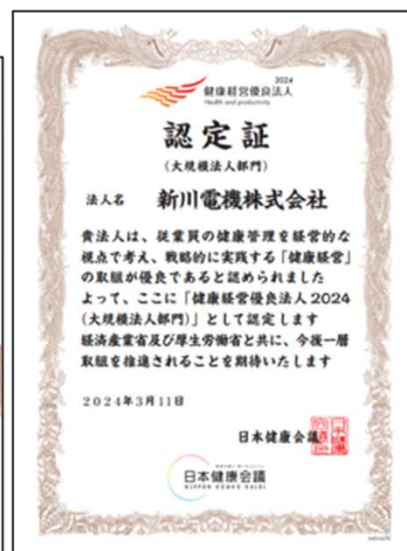 2024
健康経営優良法人
Health and productivity
認定証
(大規模法人部門)
法人名 新川電機株式会社
貴法人は、従業員の健康管理を経営的な
視点で考え、戦略的に実践する「健康経営」
の取組が優良であると認められました
よって、ここに「健康経営優良法人2024
(大規模法人部門)」として認定します
経済産業省及び厚生労働省と共に、今後一層
取組を推進されることを期待いたします
2024年3月11日
日本健康会議
日本健康会議
NIPPON KENKO KAIGI